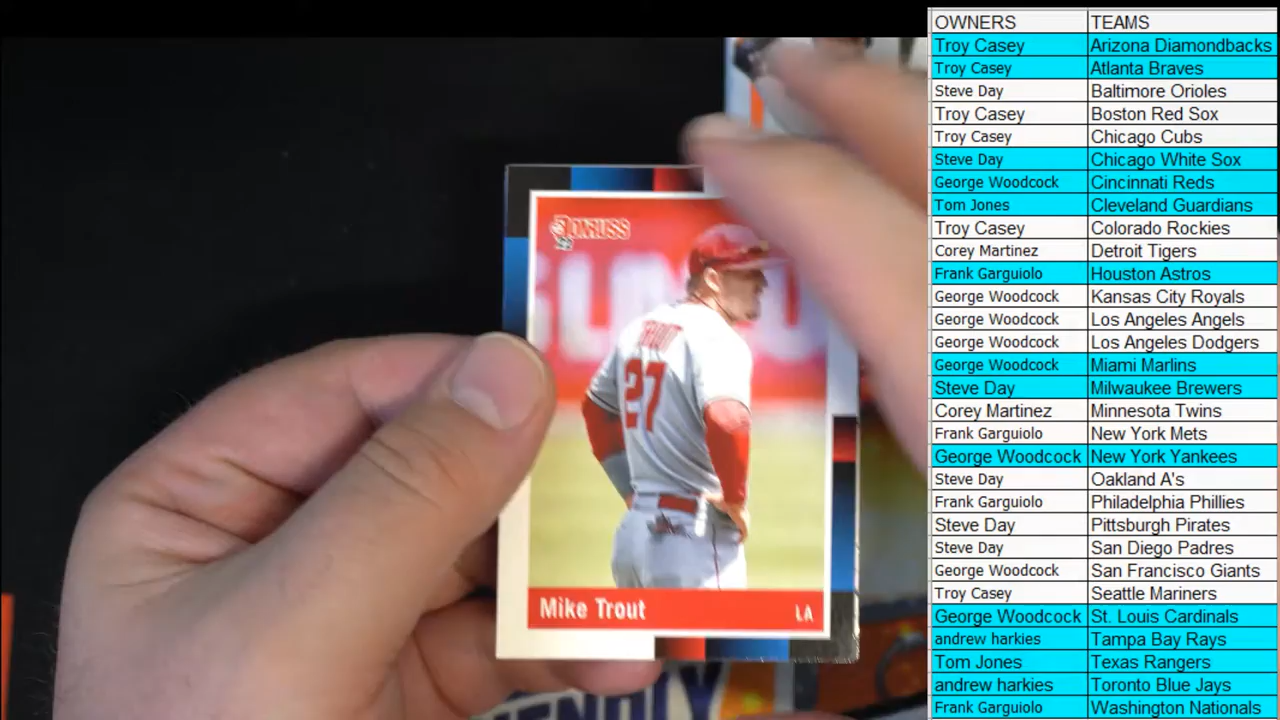 OWNERS TEAMS
Troy Casey Arizona Diamondbacks
Troy Casey Atlanta Braves
Steve Day Baltimore Orioles
Troy Casey Boston Red Sox
Troy Casey Chicago Cubs
Steve Day Chicago White Sox
George Woodcock Cincinnati Reds
Tom Jones Cleveland Guardians
Troy Casey Colorado Rockies
Corey Martinez Detroit Tigers
Frank Garguiolo Houston Astros
George Woodcock Kansas City Royals
George Woodcock Los Angeles Angels
George Woodcock Los Angeles Dodgers
George Woodcock Miami Marlins
Steve Day Milwaukee Brewers
Corey Martinez Minnesota Twins
Frank Garguiolo New York Mets
George Woodcock New York Yankees
Steve Day Oakland A's
Frank Garguiolo Philadelphia Phillies
Steve Day Pittsburgh Pirates
Steve Day San Diego Padres
George Woodcock San Francisco Giants
Troy Casey Seattle Mariners
George Woodcock St. Louis Cardinals
andrew harkies Tampa Bay Rays
Tom Jones Texas Rangers
andrew harkies Toronto Blue Jays
Frank Garguiolo Washington Nationals
DONRUSS
TROUT
27
Mike Trout LA